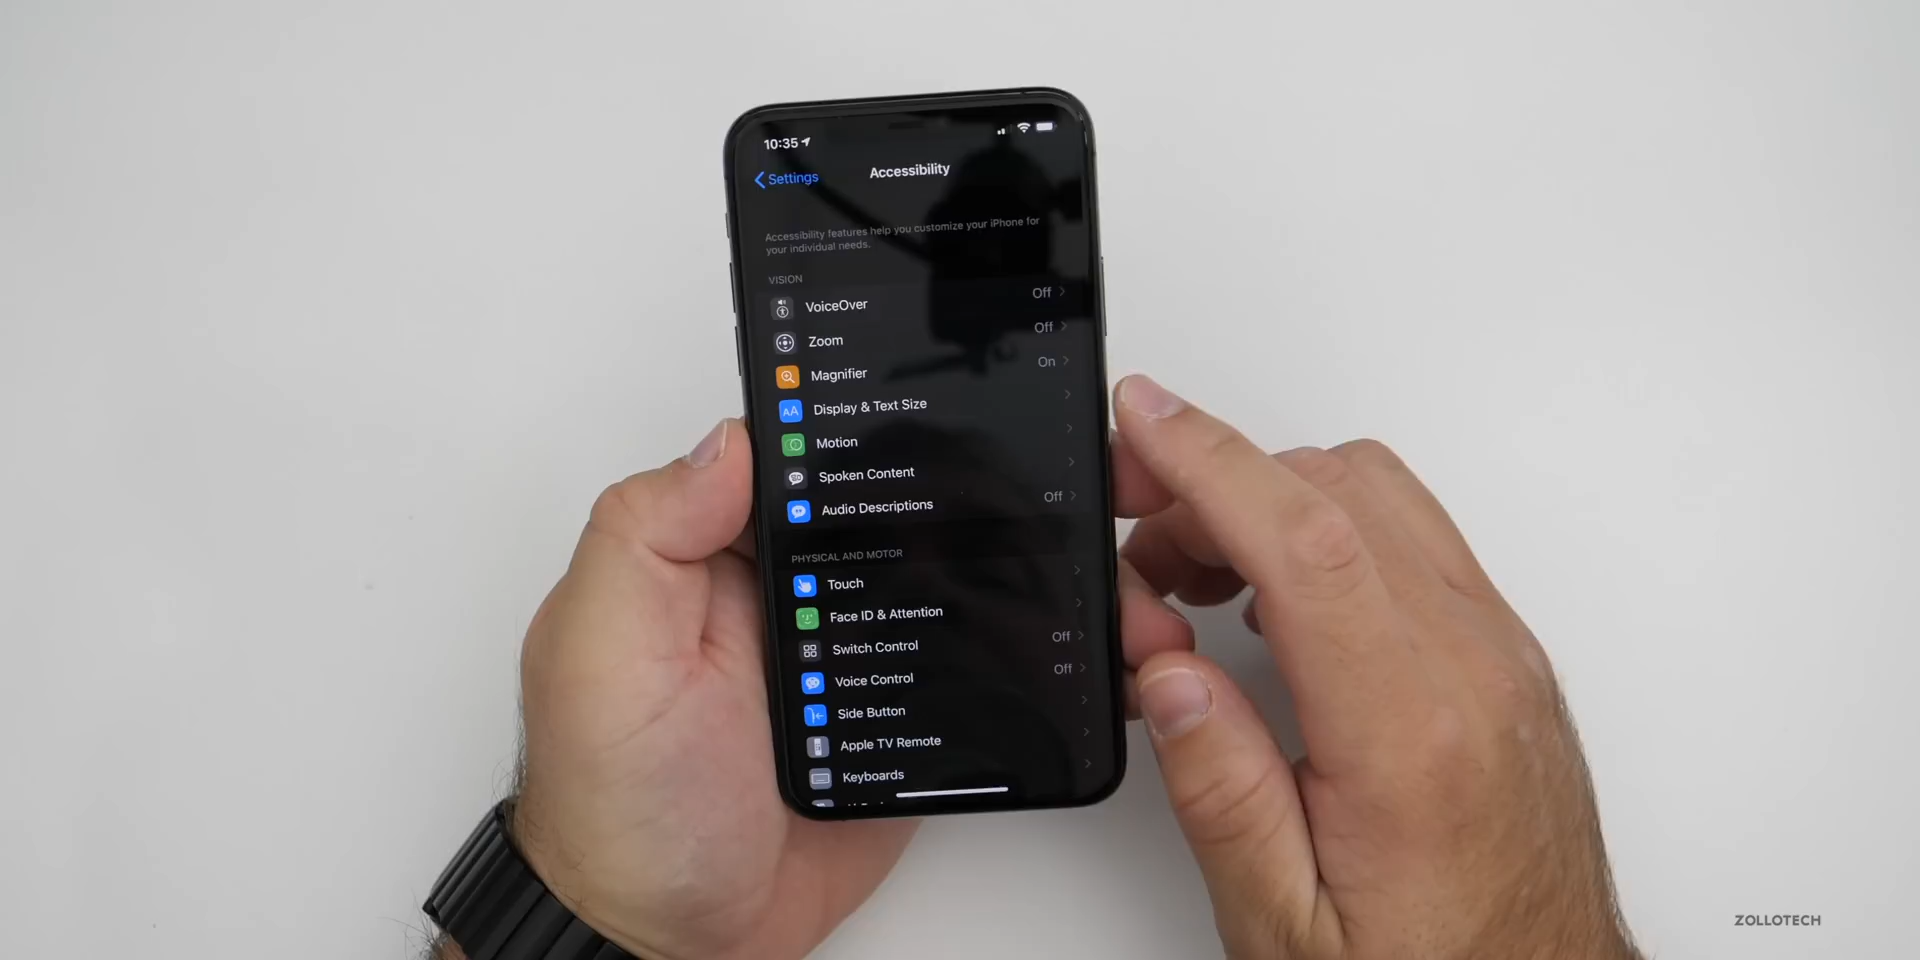 10:35
Settings
Accessibility
Accessibility features help you customize your iPhone for
your individual needs.
VISION
VoiceOver Off
Zoom Off
Magnifier On
AA Display & Text Size
Motion
Spoken Content
Audio Descriptions Off
PHYSICAL AND MOTOR
Touch
Face ID & Attention
Switch Control Off
Voice Control Off
Side Button
Apple TV Remote
Keyboards
ZOLLOTECH